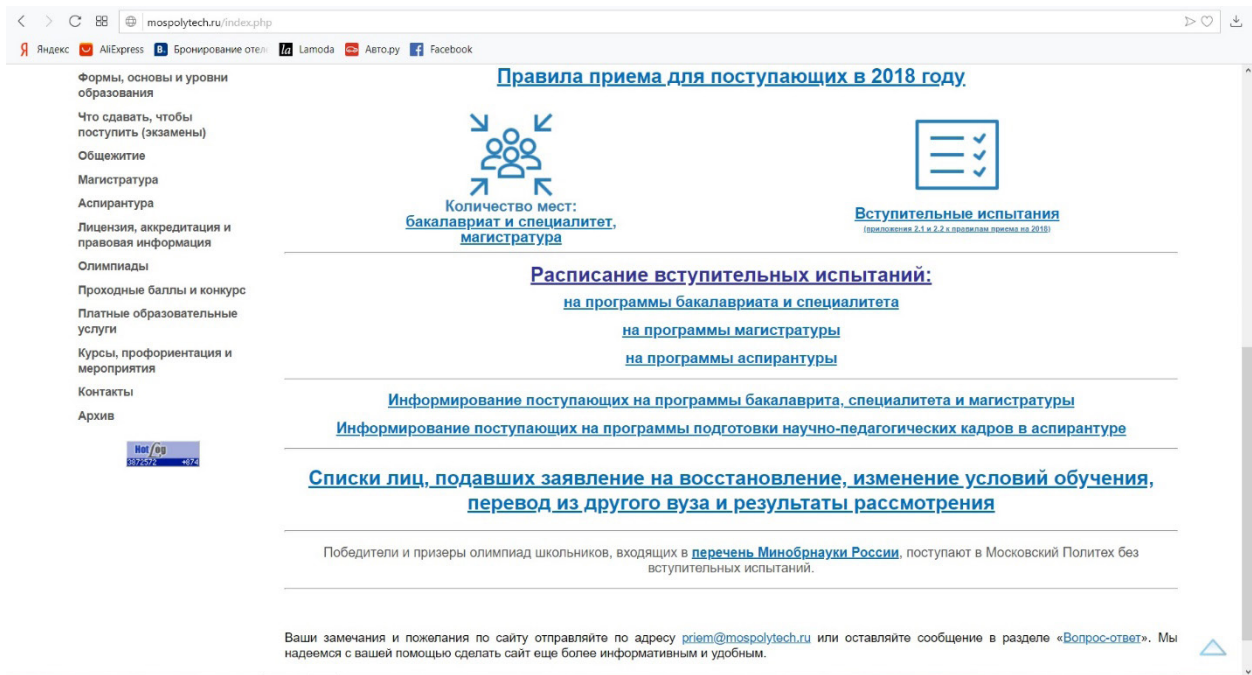 mospolytech.ru/index.php
Яндекс AliExpress Бронирование отел Lamoda Авто.ру Facebook
Формы, основы и уровни
образования
Что сдавать, чтобы
поступить (экзамены)
Общежитие
Магистратура
Аспирантура
Лицензия, аккредитация и
правовая информация
Олимпиады
Проходные баллы и конкурс
Платные образовательные
услуги
Курсы, профориентация и
мероприятия
Контакты
Архив
HotLog
3872572 +874
Правила приема для поступающих в 2018 году
Количество мест:
бакалавриат и специалитет,
магистратура
Вступительные испытания
(приложения 2.1 и 2.2 к правилам приема на 2018)
Расписание вступительных испытаний:
на программы бакалавриата и специалитета
на программы магистратуры
на программы аспирантуры
Информирование поступающих на программы бакалаврита, специалитета и магистратуры
Информирование поступающих на программы подготовки научно-педагогических кадров в аспирантуре
Списки лиц, подавших заявление на восстановление, изменение условий обучения,
перевод из другого вуза и результаты рассмотрения
Победители и призеры олимпиад школьников, входящих в перечень Минобрнауки России, поступают в Московский Политех без
вступительных испытаний.
Ваши замечания и пожелания по сайту отправляйте по адресу priem@mospolytech.ru или оставляйте сообщение в разделе «Вопрос-ответ». Мы
надеемся с вашей помощью сделать сайт еще более информативным и удобным.